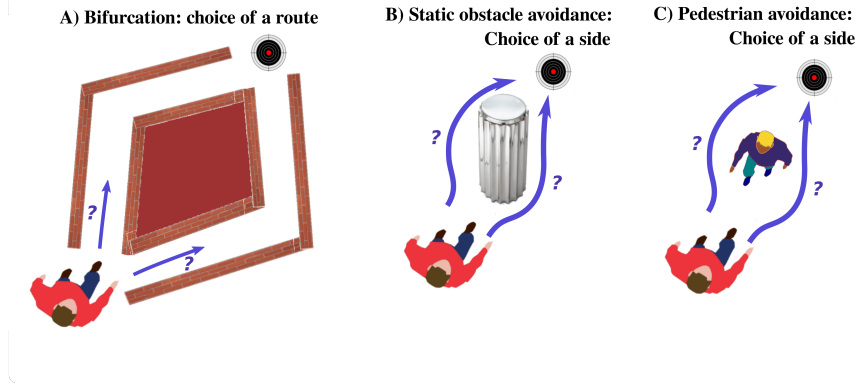 A) Bifurcation: choice of a route
?
?
B) Static obstacle avoidance:
Choice of a side
?
?
C) Pedestrian avoidance:
Choice of a side
?
?